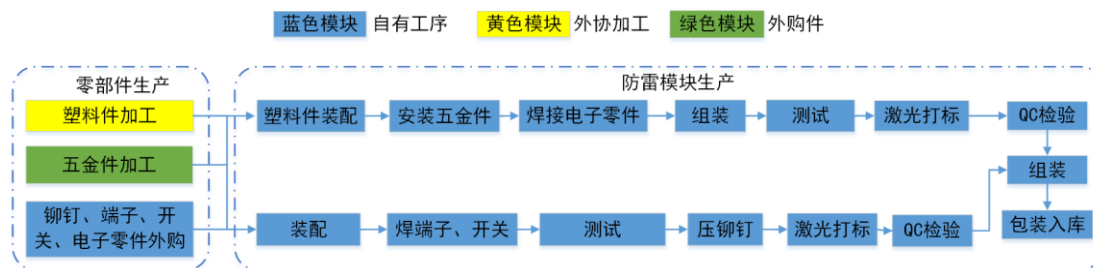 蓝色模块 自有工序 黄色模块 外协加工 绿色模块 外购件
零部件生产
防雷模块生产
塑料件加工
五金件加工
铆钉、端子、开
关、电子零件外购
塑料件装配 安装五金件 焊接电子零件 组装 测试 激光打标 QC检验
组装
包装入库
装配 焊端子、开关 测试 压铆钉 激光打标 QC检验